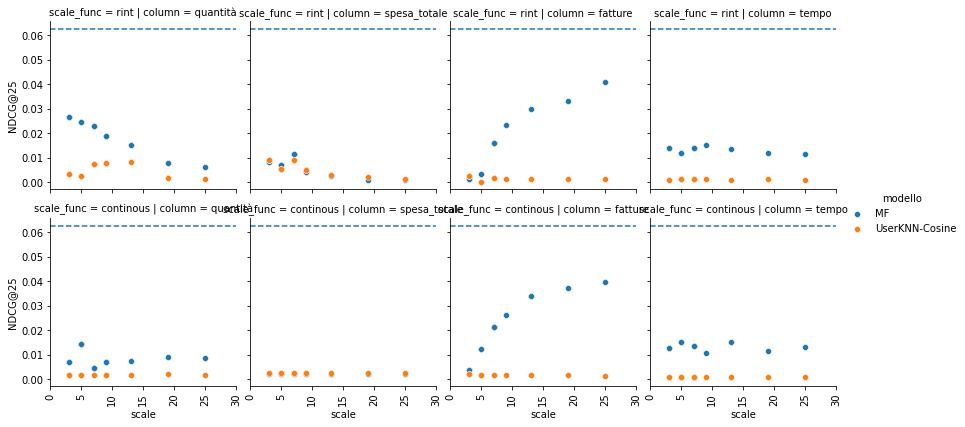 scale_func = rint | column = quantità
scale_func = rint | column = spesa_totale
scale_func = rint | column = fatture
scale_func = rint | column = tempo
0.06
0.05
0.04
0.03
0.02
0.01
0.00
NDCG@25
scale_func = continous | column = quantità
scale_func = continous | column = spesa_totale
scale_func = continous | column = fatture
scale_func = continous | column = tempo
0.06
0.05
0.04
0.03
0.02
0.01
0.00
NDCG@25
0 5 10 15 20 25 30
0 5 10 15 20 25 30
0 5 10 15 20 25 30
0 5 10 15 20 25 30
scale
scale
scale
scale
modello
MF
UserKNN-Cosine